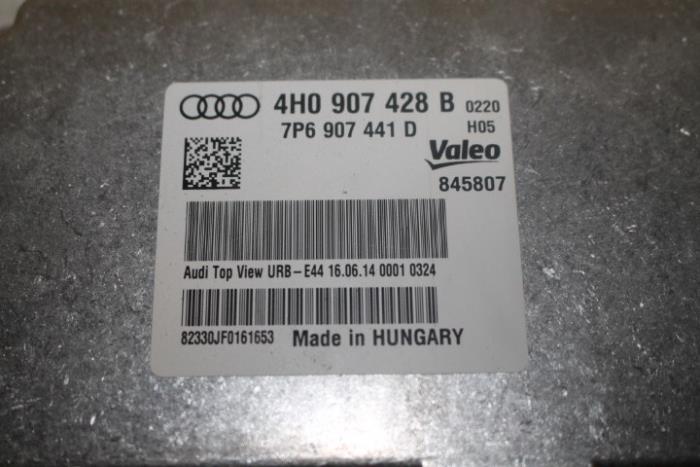 4H0 907 428 B 0220
7P6 907 441 D H05
Valeo
845807
Audi Top View URB-E44 16.06.14 0001 0324
82330JF0161653 Made in HUNGARY